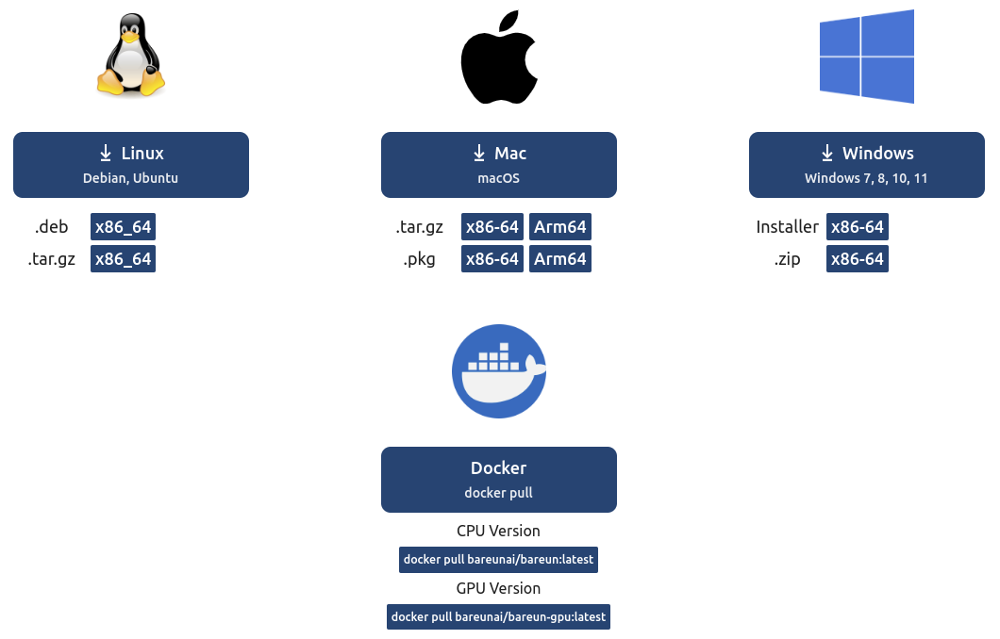 Linux
Debian, Ubuntu
.deb x86_64
.tar.gz x86_64
Mac
macOS
.tar.gz x86-64 Arm64
.pkg x86-64 Arm64
Windows
Windows 7, 8, 10, 11
Installer x86-64
.zip x86-64
Docker
docker pull
CPU Version
docker pull bareunai/bareun:latest
GPU Version
docker pull bareunai/bareun-gpu:latest